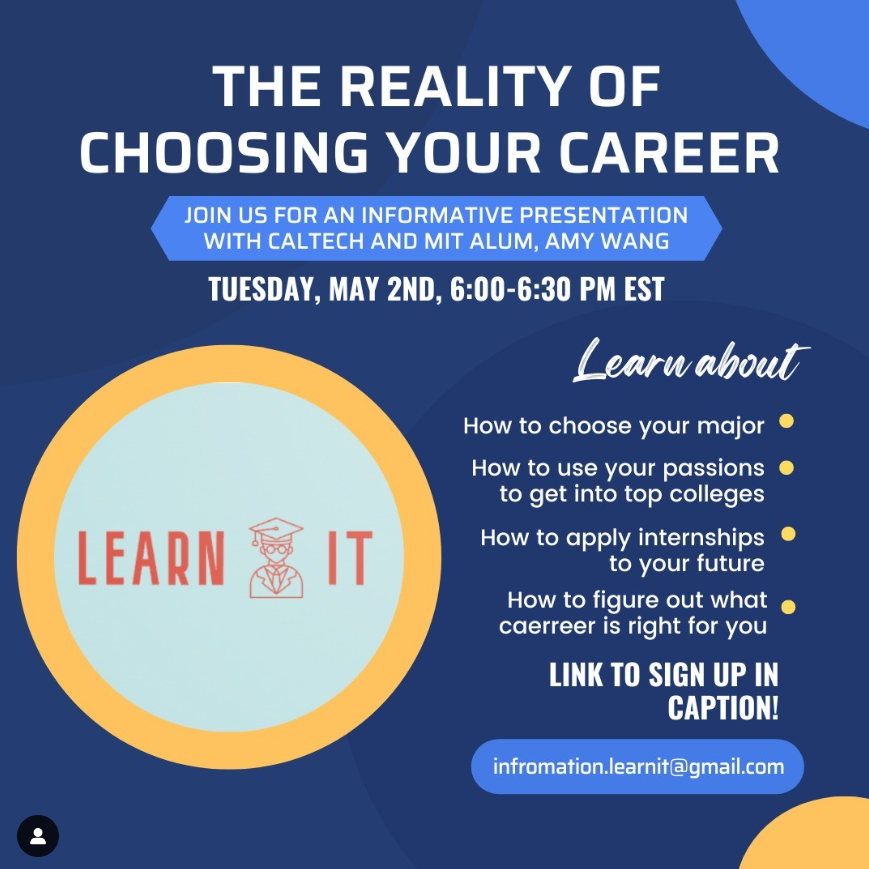 THE REALITY OF
CHOOSING YOUR CAREER
JOIN US FOR AN INFORMATIVE PRESENTATION
WITH CALTECH AND MIT ALUM, AMY WANG
TUESDAY, MAY 2ND, 6:00-6:30 PM EST
Learn about
How to choose your major
How to use your passions
to get into top colleges
How to apply internships
to your future
How to figure out what
caerreer is right for you
LEARN IT
LINK TO SIGN UP IN
CAPTION!
infromation.learnit@gmail.com